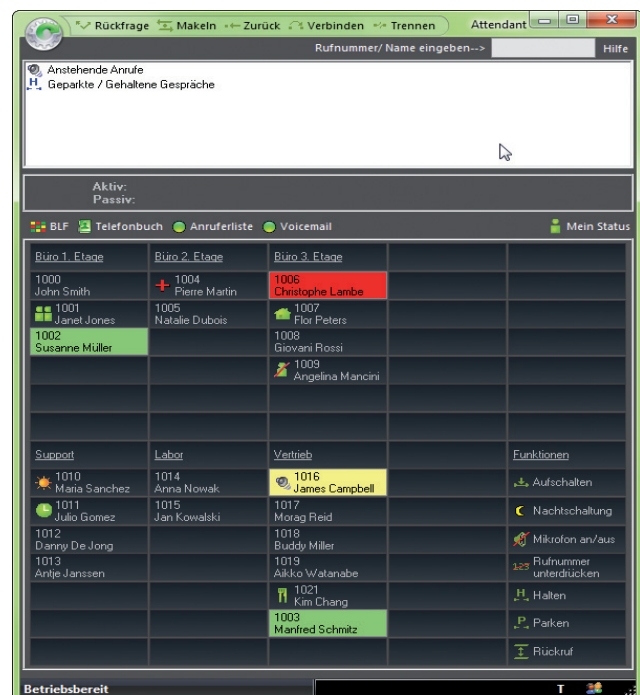 Rückfrage Makeln Zurück Verbinden Trennen Attendant
Rufnummer/ Name eingeben--> Hilfe
Anstehende Anrufe
H Geparkte / Gehaltene Gespräche
Aktiv:
Passiv:
BLF Telefonbuch Anruferliste Voicemail Mein Status
Büro 1. Etage Büro 2. Etage Büro 3. Etage
1000 1004 1006
John Smith Pierre Martin Christophe Lambe
1001 1005 1007
Janet Jones Natalie Dubois Flor Peters
1002 1008
Susanne Müller Giovani Rossi
1009
Angelina Mancini
Support Labor Vertrieb Funktionen
1010 1014 1016 Aufschalten
Maria Sanchez Anna Nowak James Campbell
1011 1015 1017 Nachtschaltung
Julio Gomez Jan Kowalski Morag Reid
1012 1018 Mikrofon an/aus
Danny De Jong Buddy Miller
1013 1019 123 Rufnummer
Antje Janssen Aikko Watanabe unterdrücken
1021 H Halten
Kim Chang
1003 P Parken
Manfred Schmitz
Rückruf
Betriebsbereit T